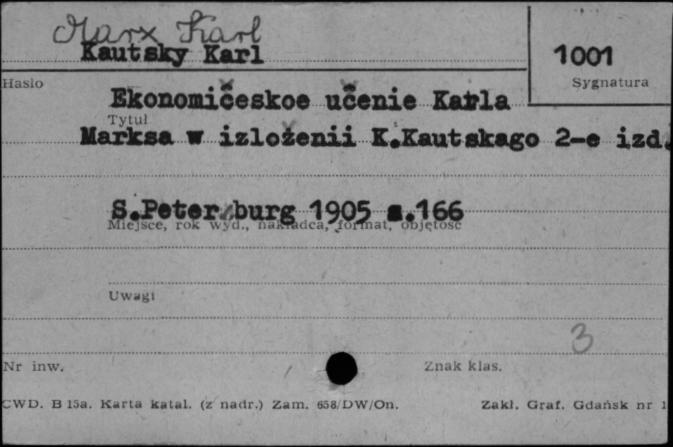 Marx Karl
Kautsky Karl
1001
Hasło
Sygnatura
Ekonomičeskoe učenie Karla
Tytuł
Marksa w izloženii K.Kautskago 2-e izd.
S.Peterzburg 1905 s.166
Miejsce, rok wyd., nakładca, format, objętość
Uwagi
3
Nr inw.
Znak klas.
CWD. B 15a. Karta katal. (z nadr.) Zam. 658/DW/On.
Zakł. Graf. Gdańsk nr 1